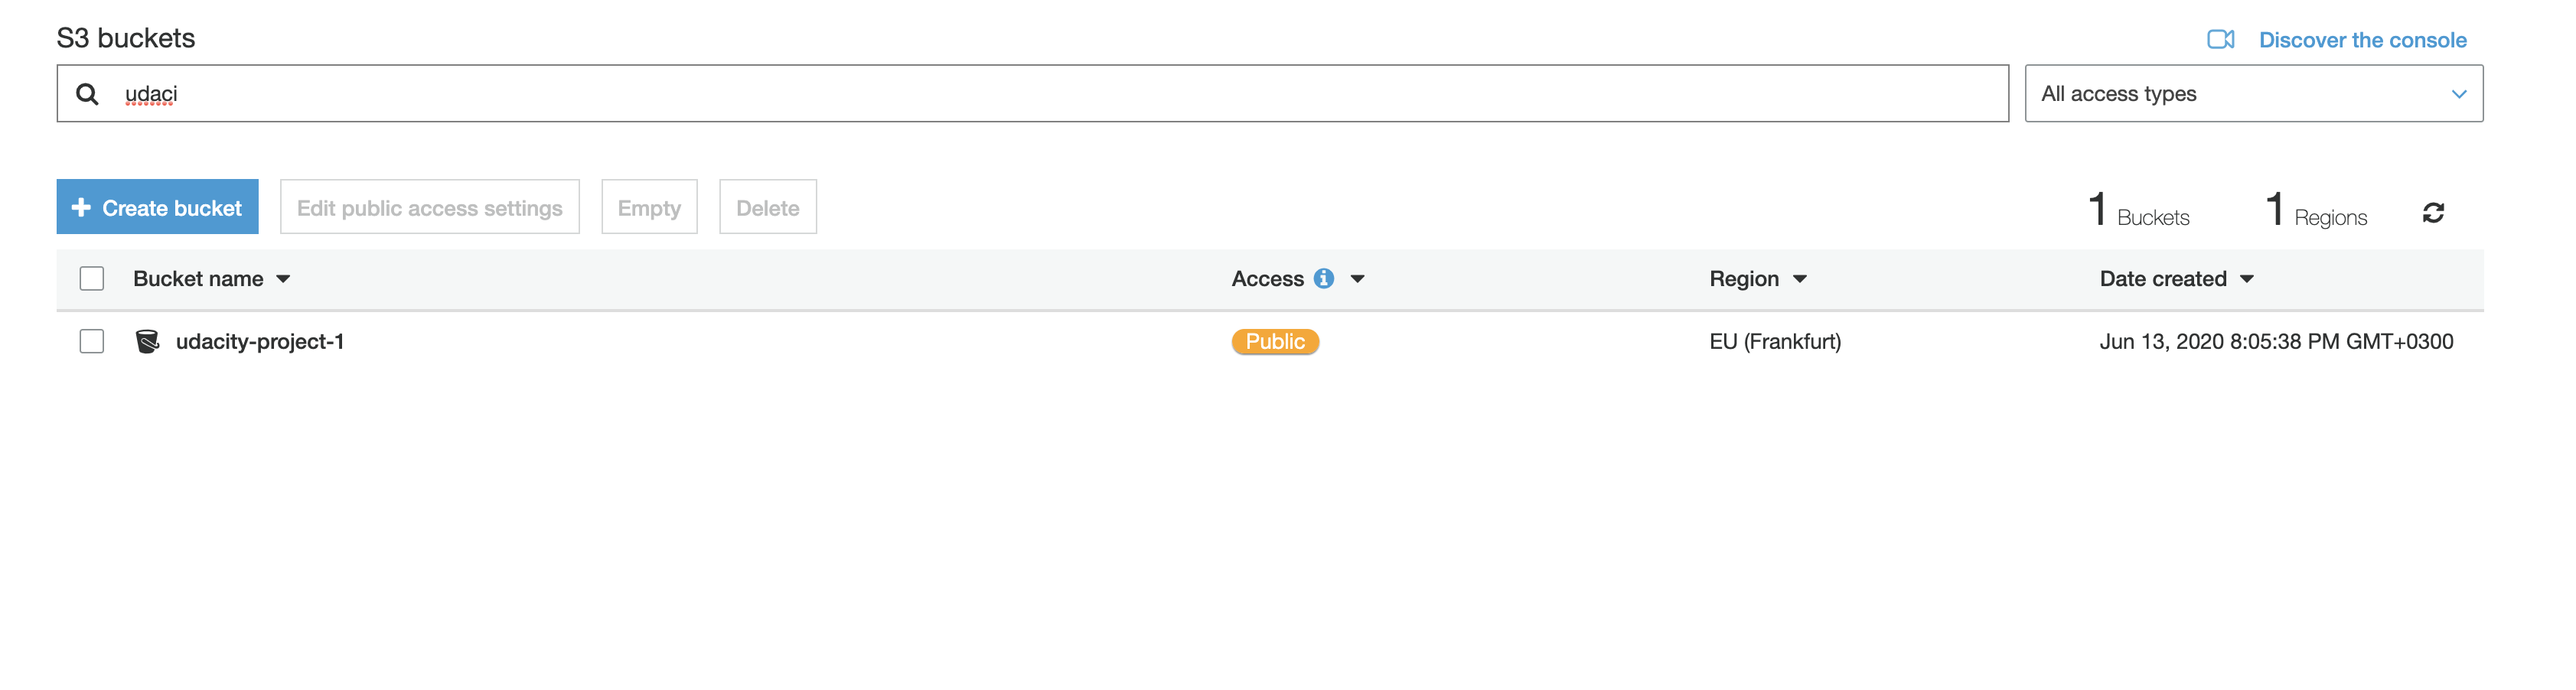 S3 buckets
Discover the console
udaci
All access types
Create bucket
Edit public access settings
Empty
Delete
1 Buckets
1 Regions
Bucket name
Access
Region
Date created
udacity-project-1
Public
EU (Frankfurt)
Jun 13, 2020 8:05:38 PM GMT+0300